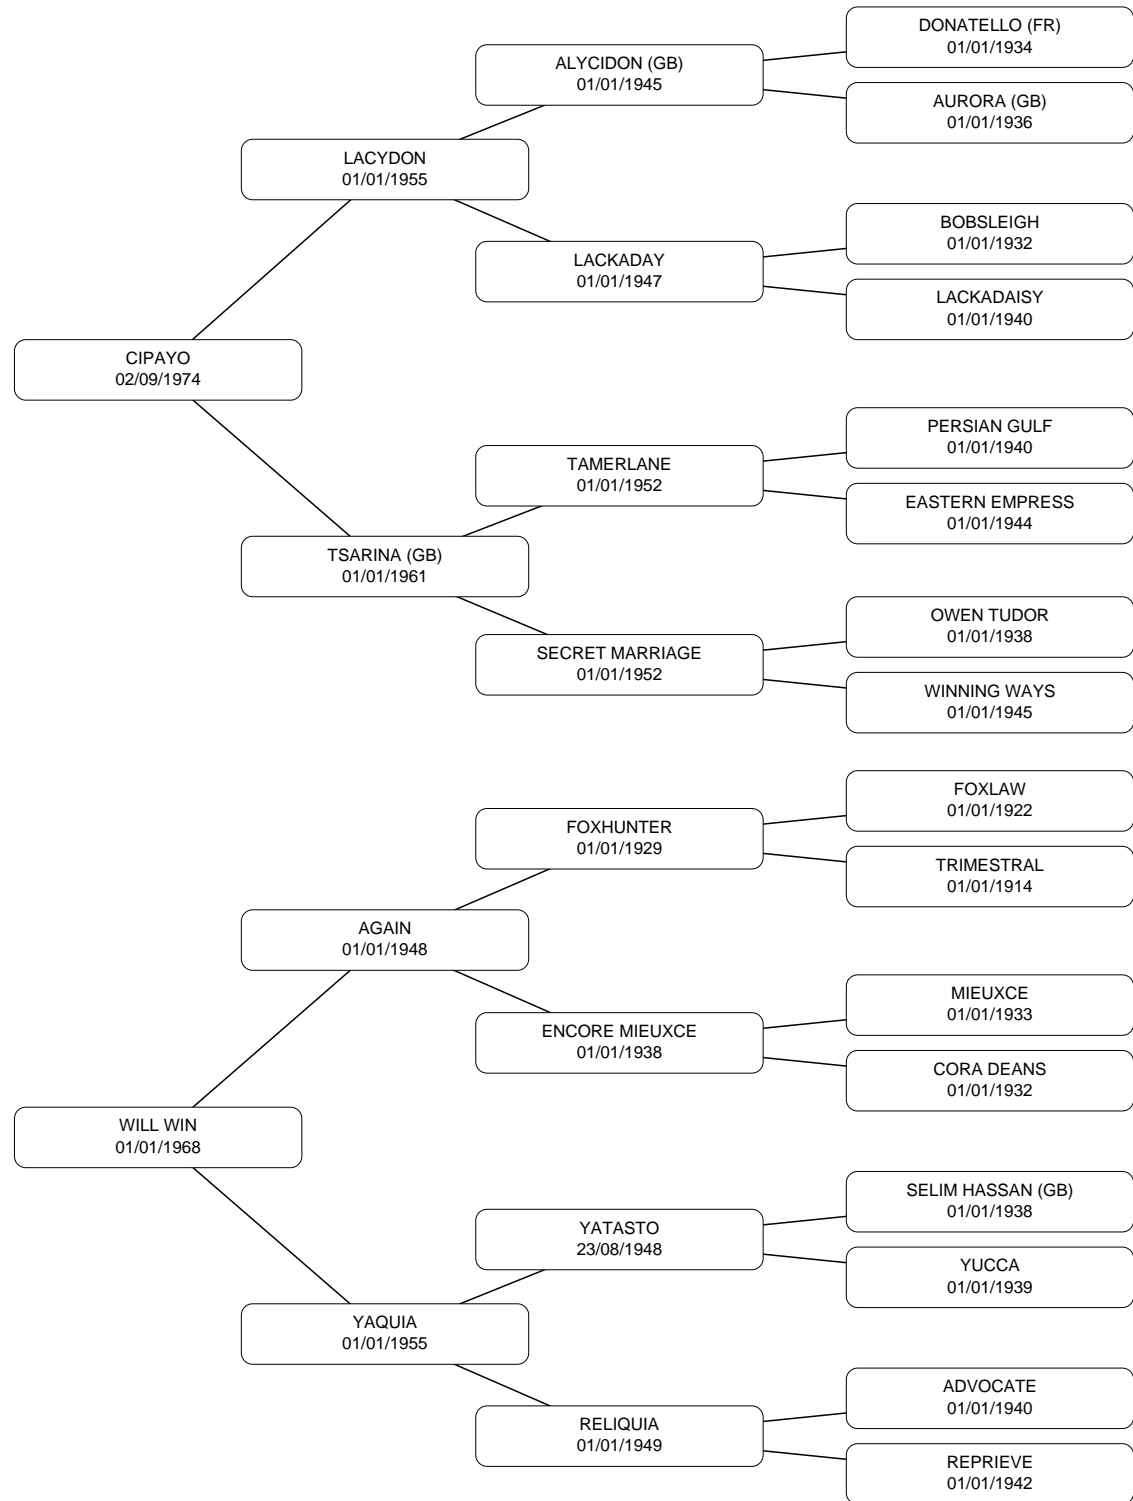 DONATELLO (FR)
01/01/1934
ALYCIDON (GB)
01/01/1945
AURORA (GB)
01/01/1936
LACYDON
01/01/1955
BOBSLEIGH
01/01/1932
LACKADAY
01/01/1947
LACKADAISY
01/01/1940
CIPAYO
02/09/1974
PERSIAN GULF
01/01/1940
TAMERLANE
01/01/1952
EASTERN EMPRESS
01/01/1944
TSARINA (GB)
01/01/1961
OWEN TUDOR
01/01/1938
SECRET MARRIAGE
01/01/1952
WINNING WAYS
01/01/1945
FOXLAW
01/01/1922
FOXHUNTER
01/01/1929
TRIMESTRAL
01/01/1914
AGAIN
01/01/1948
MIEUXCE
01/01/1933
ENCORE MIEUXCE
01/01/1938
CORA DEANS
01/01/1932
WILL WIN
01/01/1968
SELIM HASSAN (GB)
01/01/1938
YATASTO
23/08/1948
YUCCA
01/01/1939
YAQUIA
01/01/1955
ADVOCATE
01/01/1940
RELIQUIA
01/01/1949
REPRIEVE
01/01/1942